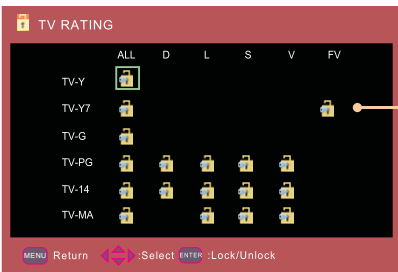 TV RATING
ALL D L S V FV
TV-Y
TV-Y7
TV-G
TV-PG
TV-14
TV-MA
MENU Return :Select ENTER :Lock/Unlock